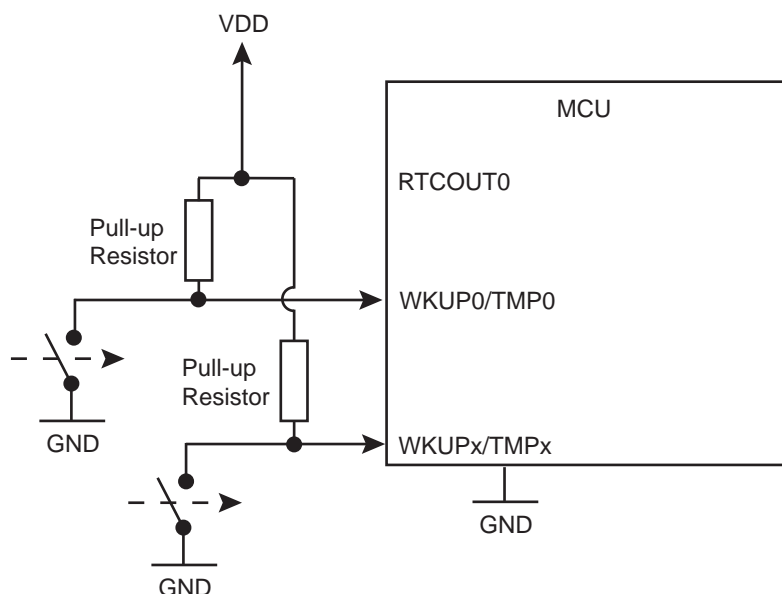 VDD
MCU
RTCOUT0
Pull-up
Resistor
WKUP0/TMP0
Pull-up
Resistor
GND
WKUPx/TMPx
GND
GND